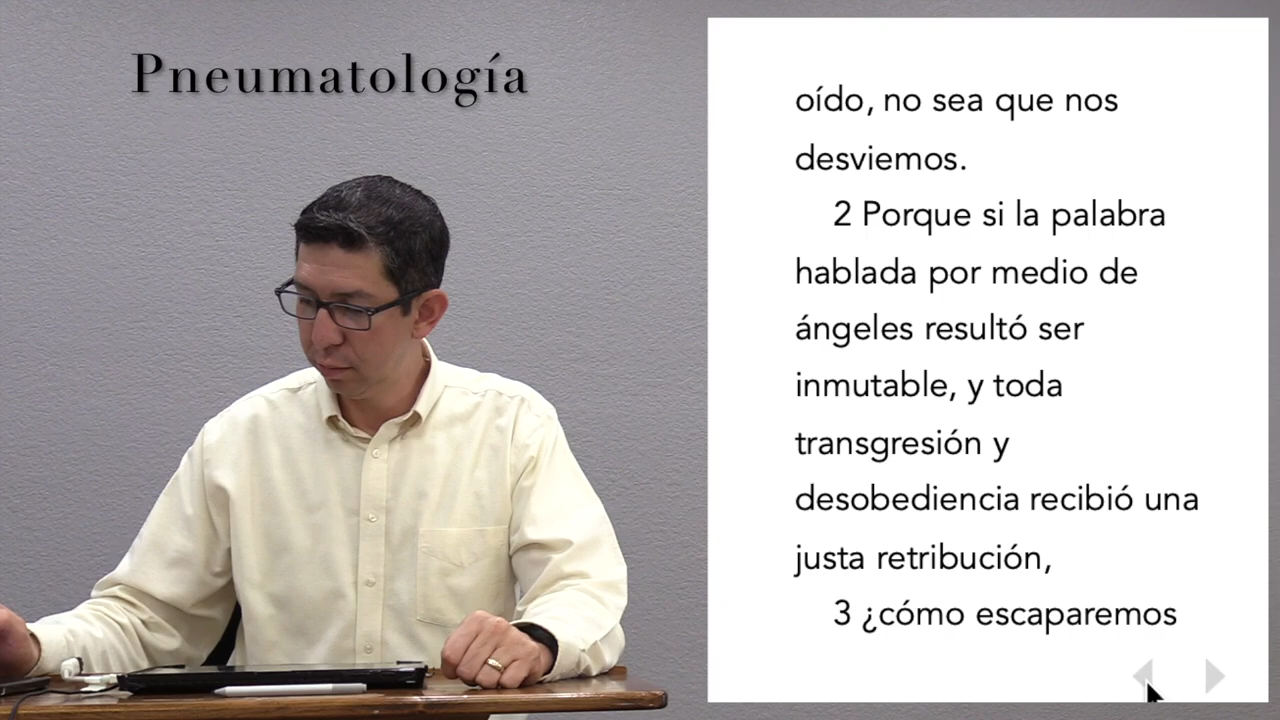 Pneumatología
oído, no sea que nos
desviemos.
2 Porque si la palabra
hablada por medio de
ángeles resultó ser
inmutable, y toda
transgresión y
desobediencia recibió una
justa retribución,
3 ¿cómo escaparemos